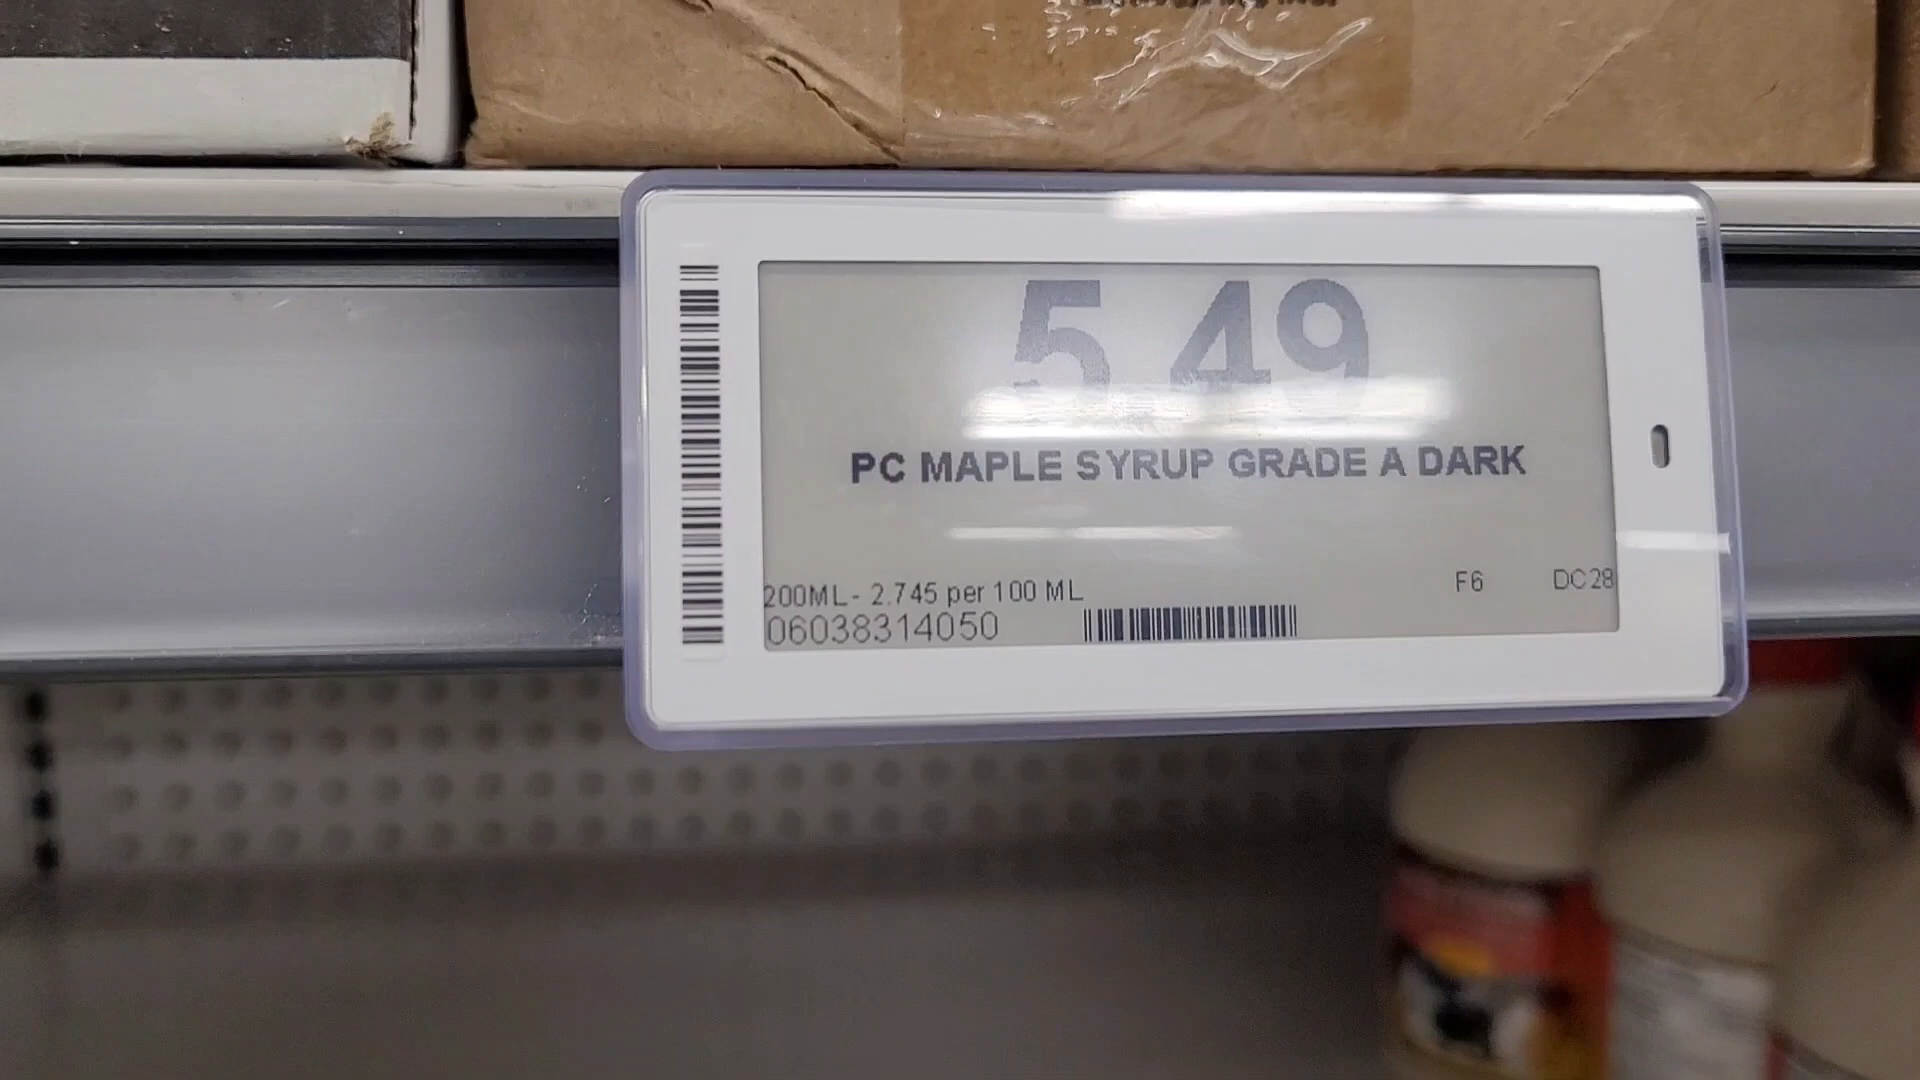 5.49
PC MAPLE SYRUP GRADE A DARK
200ML - 2.745 per 100 ML F6 DC28
06038314050